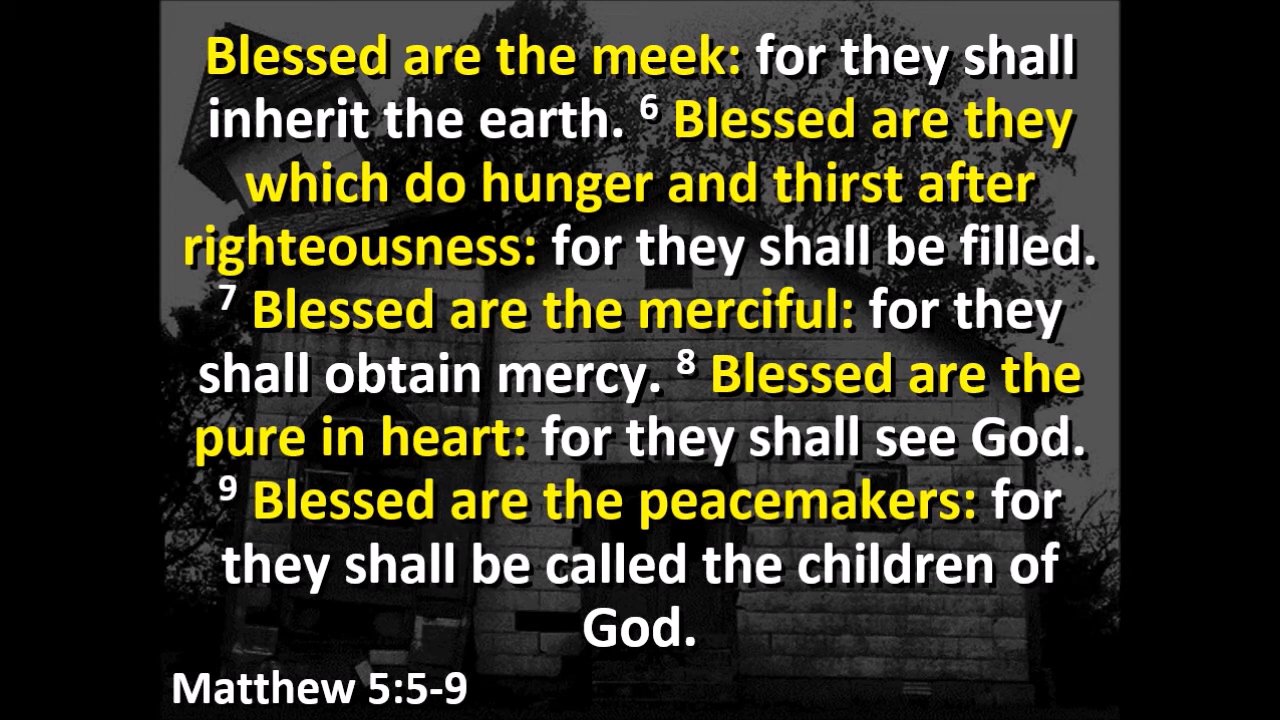 Blessed are the meek: for they shall
inherit the earth. 6 Blessed are they
which do hunger and thirst after
righteousness: for they shall be filled.
7 Blessed are the merciful: for they
shall obtain mercy. 8 Blessed are the
pure in heart: for they shall see God.
9 Blessed are the peacemakers: for
they shall be called the children of
God.
Matthew 5:5-9